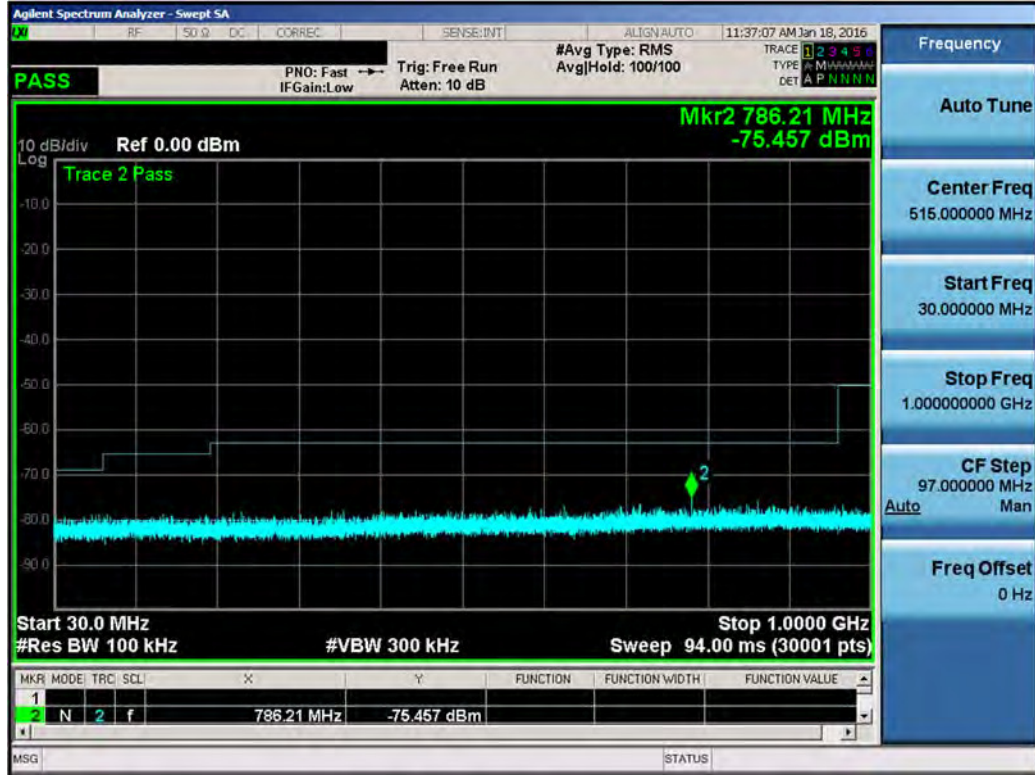 Agilent Spectrum Analyzer - Swept SA
LXI RF 50 Ω DC CORREC SENSE:INT ALIGN AUTO 11:37:07 AM Jan 18, 2016
PASS
PNO: Fast
IFGain:Low
Trig: Free Run
Atten: 10 dB
#Avg Type: RMS
Avg|Hold: 100/100
TRACE 1 2 3 4 5 6
TYPE A M W W W W
DET A P N N N N
Mkr2 786.21 MHz
-75.457 dBm
10 dB/div Ref 0.00 dBm
Log
Trace 2 Pass
-10.0
-20.0
-30.0
-40.0
-50.0
-60.0
-70.0
-80.0
-90.0
2
Start 30.0 MHz Stop 1.0000 GHz
#Res BW 100 kHz #VBW 300 kHz Sweep 94.00 ms (30001 pts)
MKR MODE TRC SCL X Y FUNCTION FUNCTION WIDTH FUNCTION VALUE
1
2 N 2 f 786.21 MHz -75.457 dBm
MSG STATUS
Frequency
Auto Tune
Center Freq
515.000000 MHz
Start Freq
30.000000 MHz
Stop Freq
1.000000000 GHz
CF Step
97.000000 MHz
Auto Man
Freq Offset
0 Hz